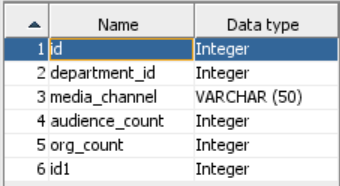 Name Data type
1 id Integer
2 department_id Integer
3 media_channel VARCHAR (50)
4 audience_count Integer
5 org_count Integer
6 id1 Integer